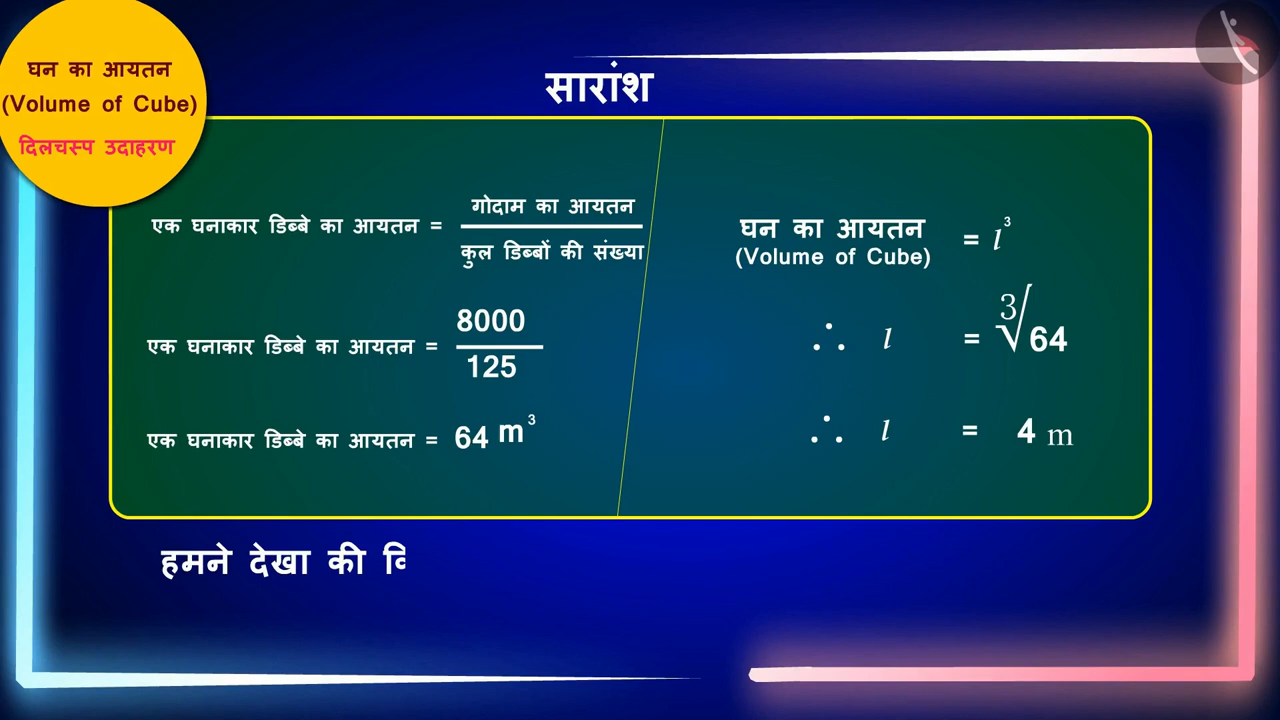 घन का आयतन
(Volume of Cube)
दिलचस्प उदाहरण
सारांश
एक घनाकार डिब्बे का आयतन = गोदाम का आयतन / कुल डिब्बों की संख्या
एक घनाकार डिब्बे का आयतन = 8000 / 125
एक घनाकार डिब्बे का आयतन = 64 m³
घन का आयतन
(Volume of Cube) = l³
∴ l = ∛64
∴ l = 4 m
हमने देखा की